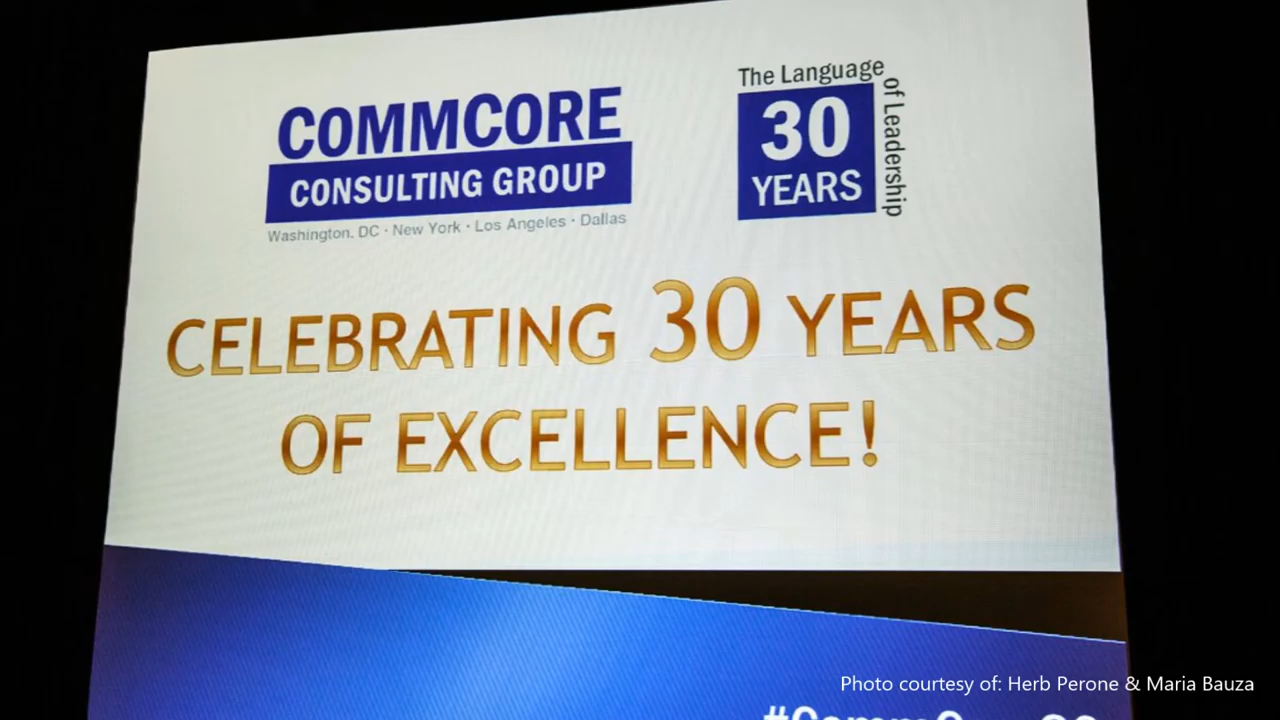 COMMCORE
CONSULTING GROUP
Washington, DC · New York · Los Angeles · Dallas
The Language
of Leadership
30
YEARS
CELEBRATING 30 YEARS
OF EXCELLENCE!
Photo courtesy of: Herb Perone & Maria Bauza